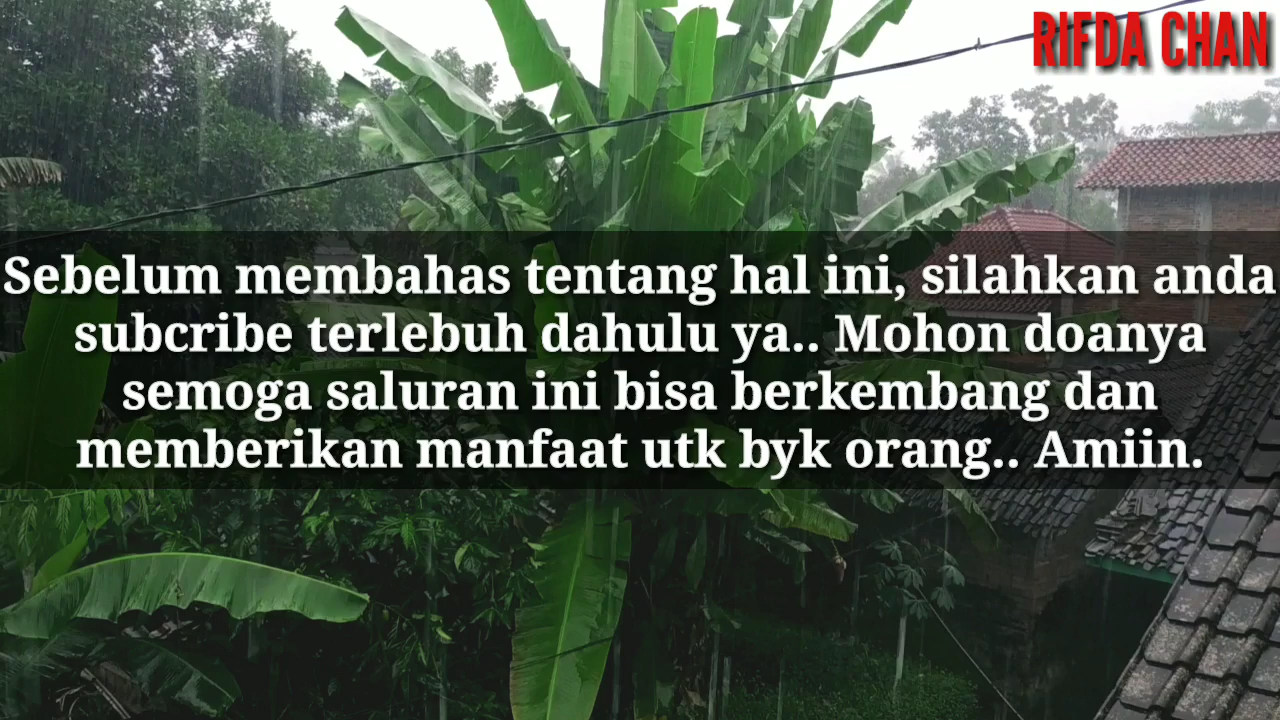 RIFDA CHAN
Sebelum membahas tentang hal ini, silahkan anda
subcribe terlebuh dahulu ya.. Mohon doanya
semoga saluran ini bisa berkembang dan
memberikan manfaat utk byk orang.. Amiin.